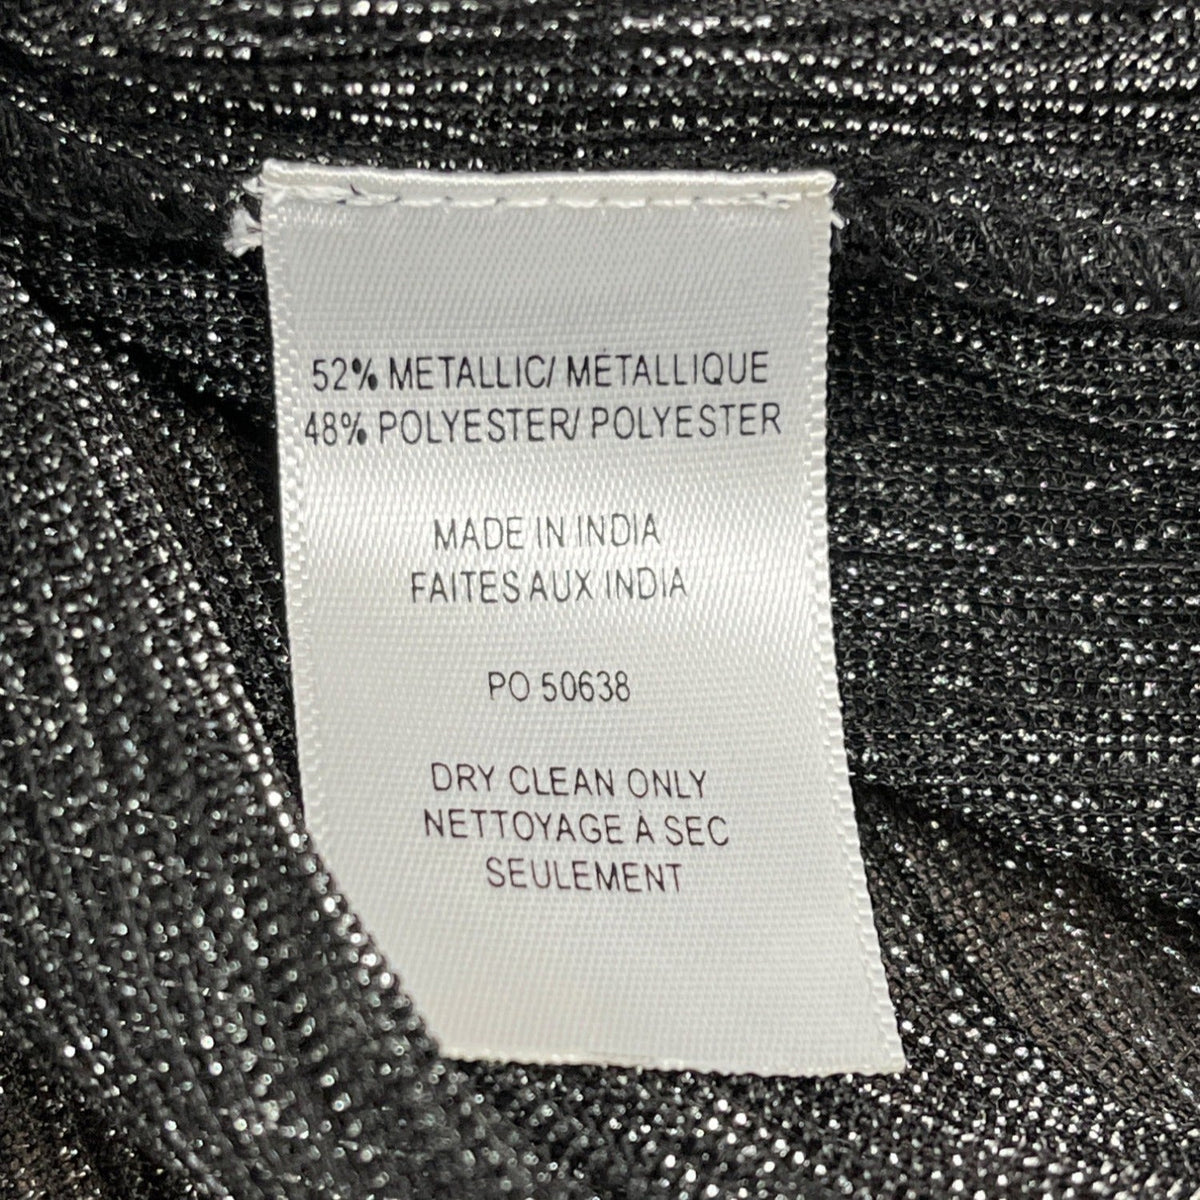 52% METALLIC/ MÉTALLIQUE
48% POLYESTER/ POLYESTER
MADE IN INDIA
FAITES AUX INDIA
PO 50638
DRY CLEAN ONLY
NETTOYAGE À SEC
SEULEMENT